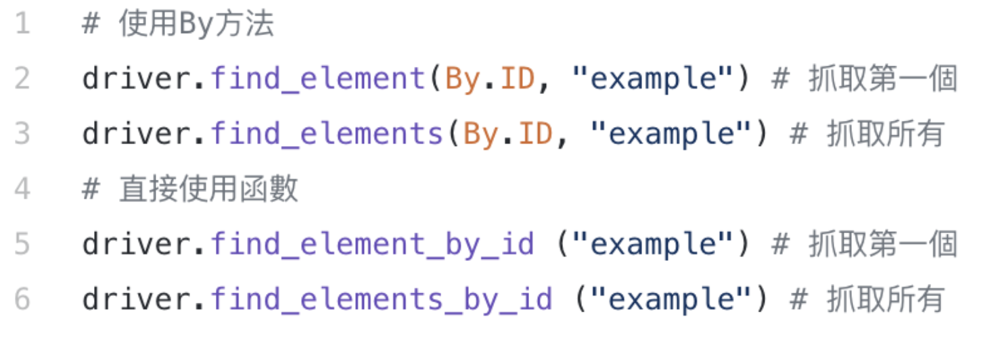 1 # 使用By方法
2 driver.find_element(By.ID, "example") # 抓取第一個
3 driver.find_elements(By.ID, "example") # 抓取所有
4 # 直接使用函數
5 driver.find_element_by_id ("example") # 抓取第一個
6 driver.find_elements_by_id ("example") # 抓取所有